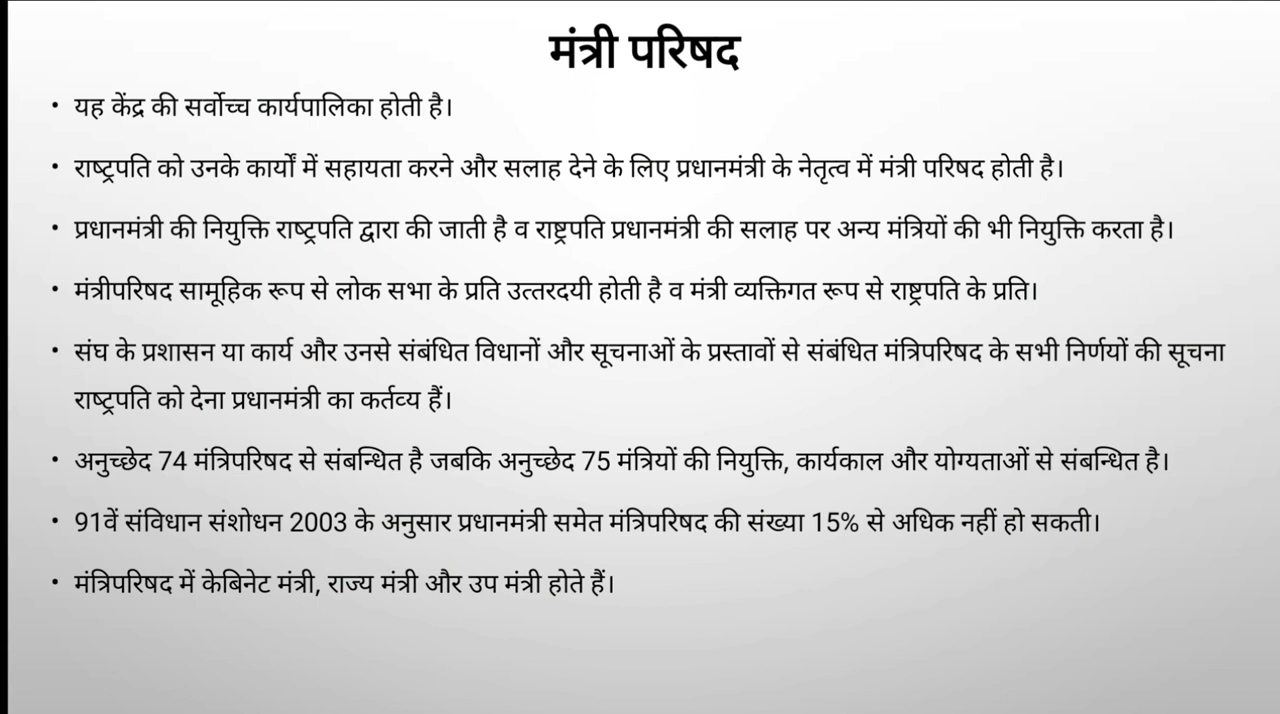 मंत्री परिषद
• यह केंद्र की सर्वोच्च कार्यपालिका होती है।
• राष्ट्रपति को उनके कार्यों में सहायता करने और सलाह देने के लिए प्रधानमंत्री के नेतृत्व में मंत्री परिषद होती है।
• प्रधानमंत्री की नियुक्ति राष्ट्रपति द्वारा की जाती है व राष्ट्रपति प्रधानमंत्री की सलाह पर अन्य मंत्रियों की भी नियुक्ति करता है।
• मंत्रीपरिषद सामूहिक रूप से लोक सभा के प्रति उत्तरदयी होती है व मंत्री व्यक्तिगत रूप से राष्ट्रपति के प्रति।
• संघ के प्रशासन या कार्य और उनसे संबंधित विधानों और सूचनाओं के प्रस्तावों से संबंधित मंत्रिपरिषद के सभी निर्णयों की सूचना
राष्ट्रपति को देना प्रधानमंत्री का कर्तव्य हैं।
• अनुच्छेद 74 मंत्रिपरिषद से संबन्धित है जबकि अनुच्छेद 75 मंत्रियों की नियुक्ति, कार्यकाल और योग्यताओं से संबन्धित है।
• 91वें संविधान संशोधन 2003 के अनुसार प्रधानमंत्री समेत मंत्रिपरिषद की संख्या 15% से अधिक नहीं हो सकती।
• मंत्रिपरिषद में केबिनेट मंत्री, राज्य मंत्री और उप मंत्री होते हैं।